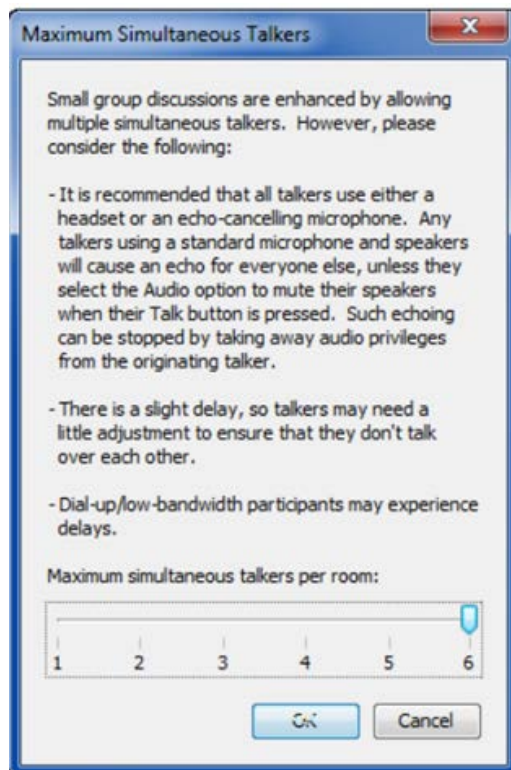 Maximum Simultaneous Talkers
Small group discussions are enhanced by allowing
multiple simultaneous talkers. However, please
consider the following:
- It is recommended that all talkers use either a
headset or an echo-cancelling microphone. Any
talkers using a standard microphone and speakers
will cause an echo for everyone else, unless they
select the Audio option to mute their speakers
when their Talk button is pressed. Such echoing
can be stopped by taking away audio privileges
from the originating talker.
- There is a slight delay, so talkers may need a
little adjustment to ensure that they don't talk
over each other.
- Dial-up/low-bandwidth participants may experience
delays.
Maximum simultaneous talkers per room:
1 2 3 4 5 6
OK Cancel